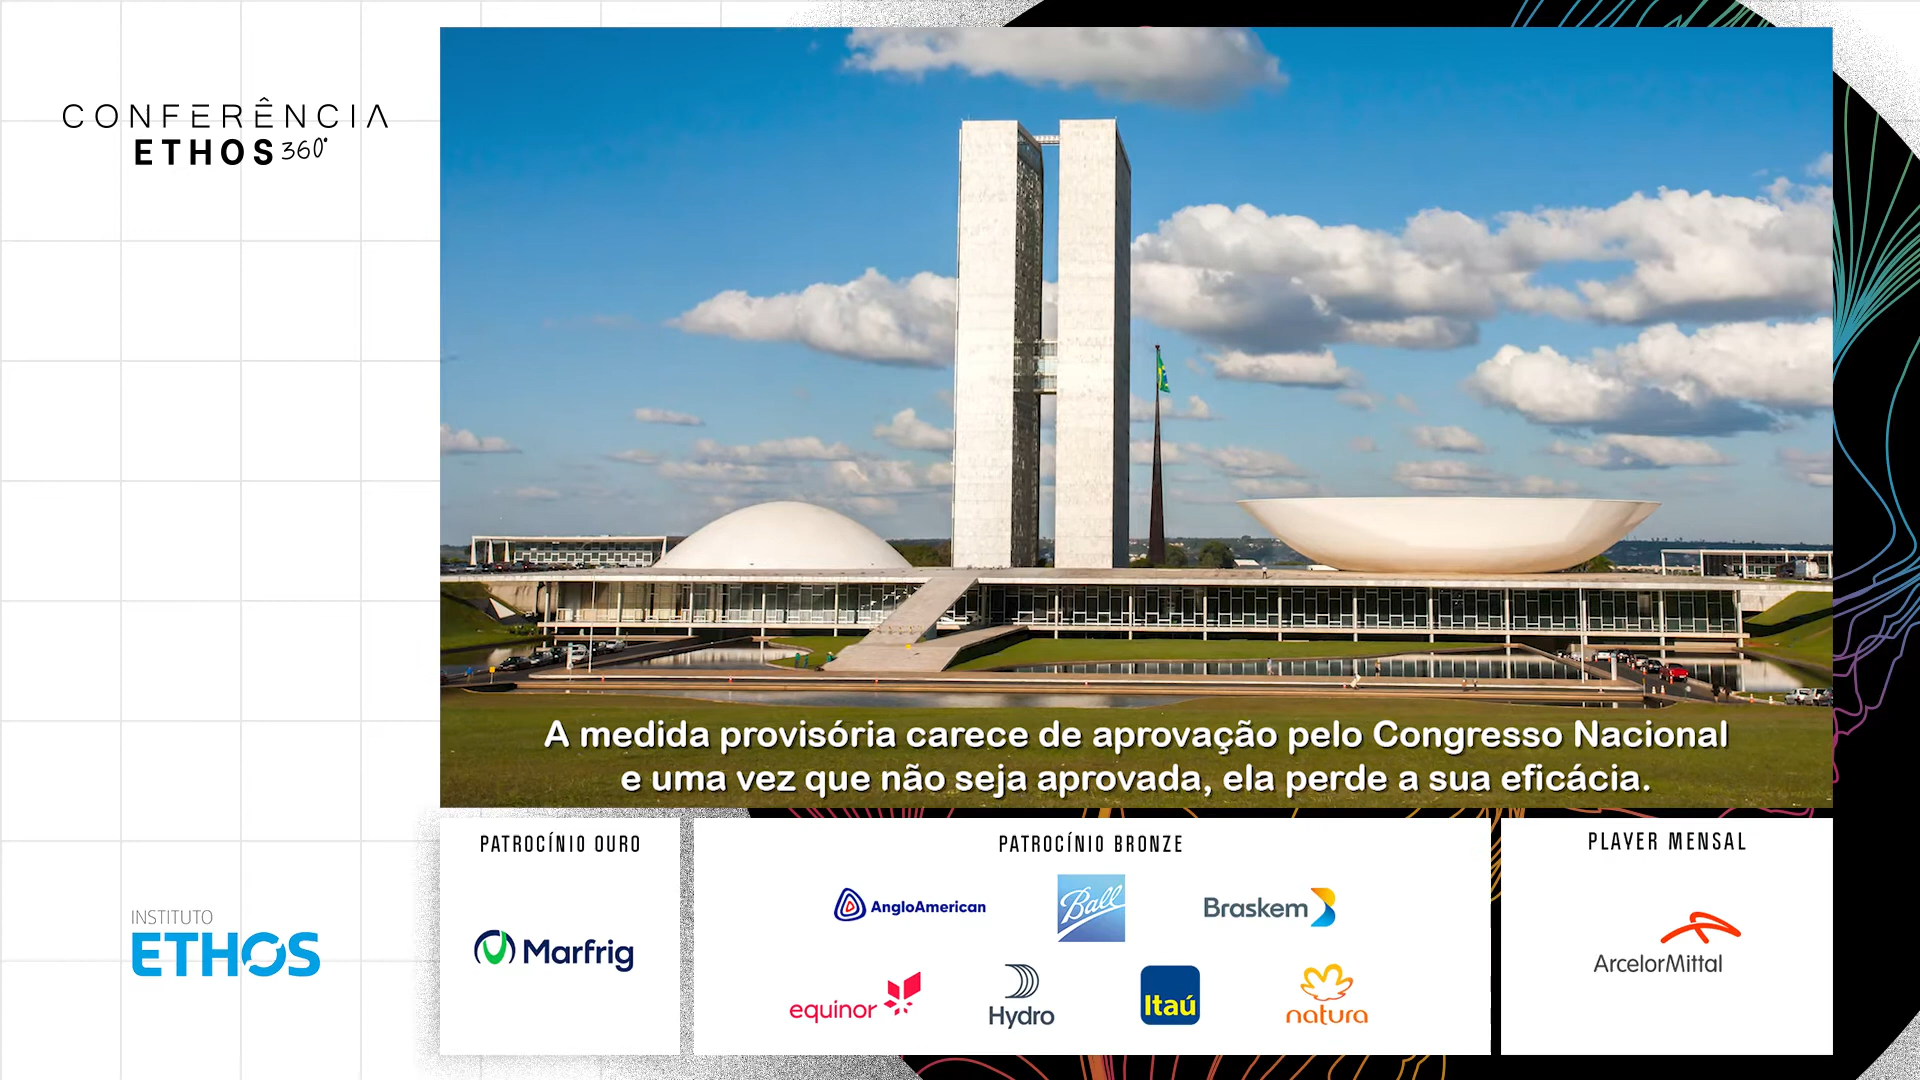 CONFERÊNCIA
ETHOS 360°
A medida provisória carece de aprovação pelo Congresso Nacional
e uma vez que não seja aprovada, ela perde a sua eficácia.
PATROCÍNIO OURO
Marfrig
PATROCÍNIO BRONZE
AngloAmerican
Ball
Braskem
equinor
Hydro
Itaú
natura
PLAYER MENSAL
ArcelorMittal
INSTITUTO
ETHOS